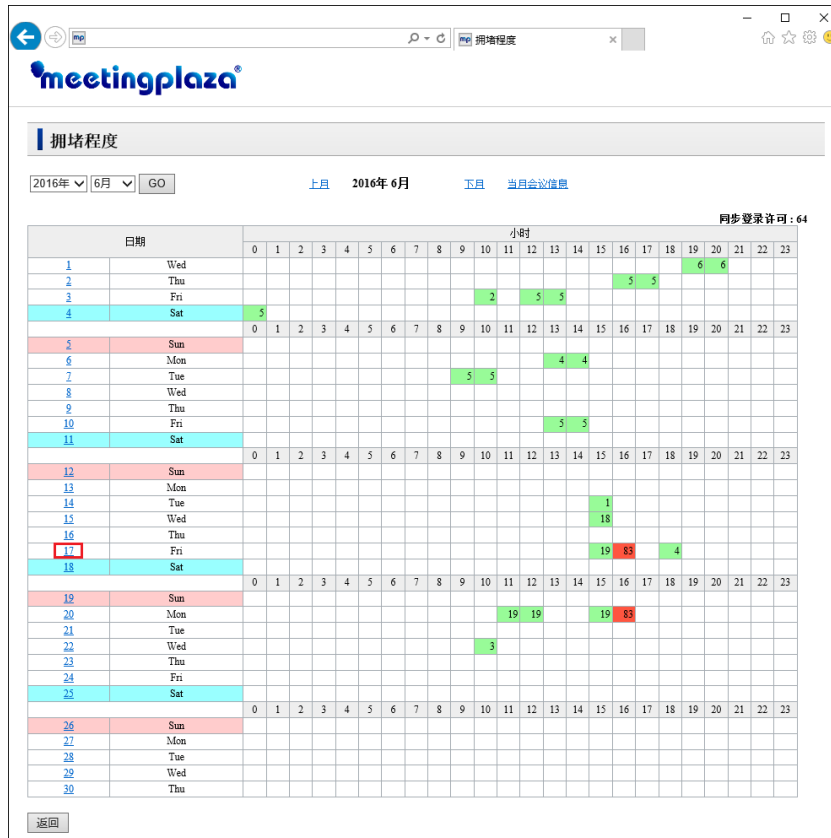 mp
mp 拥堵程度
meetingplaza®
拥堵程度
2016年 6月 GO 上月 2016年 6月 下月 当月会议信息
同步登录许可 : 64
日期 小时
0 1 2 3 4 5 6 7 8 9 10 11 12 13 14 15 16 17 18 19 20 21 22 23
1 Wed 6 6
2 Thu 5 5
3 Fri 2 5 5
4 Sat 5
0 1 2 3 4 5 6 7 8 9 10 11 12 13 14 15 16 17 18 19 20 21 22 23
5 Sun
6 Mon 4 4
7 Tue 5 5
8 Wed
9 Thu
10 Fri 5 5
11 Sat
0 1 2 3 4 5 6 7 8 9 10 11 12 13 14 15 16 17 18 19 20 21 22 23
12 Sun
13 Mon
14 Tue 1
15 Wed 18
16 Thu
17 Fri 19 83 4
18 Sat
0 1 2 3 4 5 6 7 8 9 10 11 12 13 14 15 16 17 18 19 20 21 22 23
19 Sun
20 Mon 19 19 19 83
21 Tue
22 Wed 3
23 Thu
24 Fri
25 Sat
0 1 2 3 4 5 6 7 8 9 10 11 12 13 14 15 16 17 18 19 20 21 22 23
26 Sun
27 Mon
28 Tue
29 Wed
30 Thu
返回